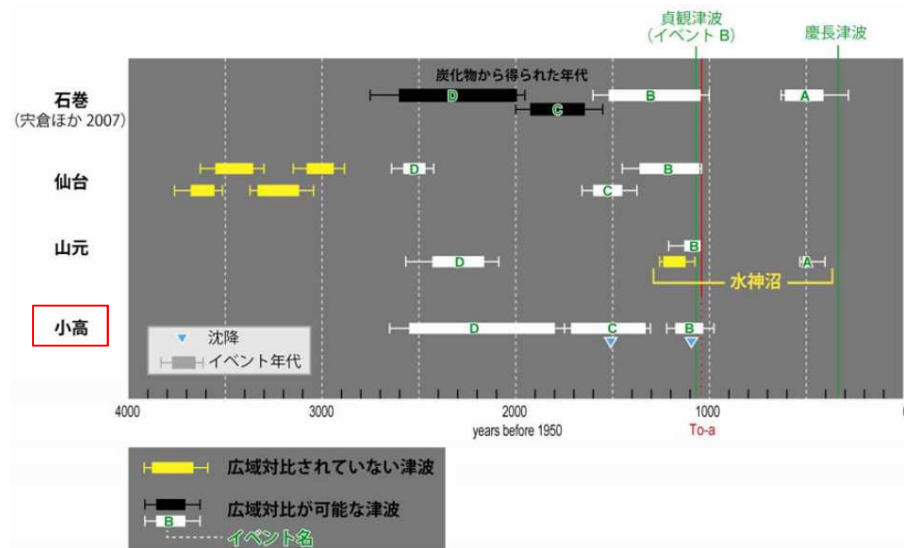 貞観津波
(イベント B)
慶長津波
炭化物から得られた年代
石巻
(宍倉ほか 2007)
D
C
B
A
仙台
D
C
B
山元
D
B
A
水神沼
小高
D
C
B
沈降
イベント年代
4000
3000
2000
1000
0
years before 1950
To-a
広域対比されていない津波
広域対比が可能な津波
B
イベント名